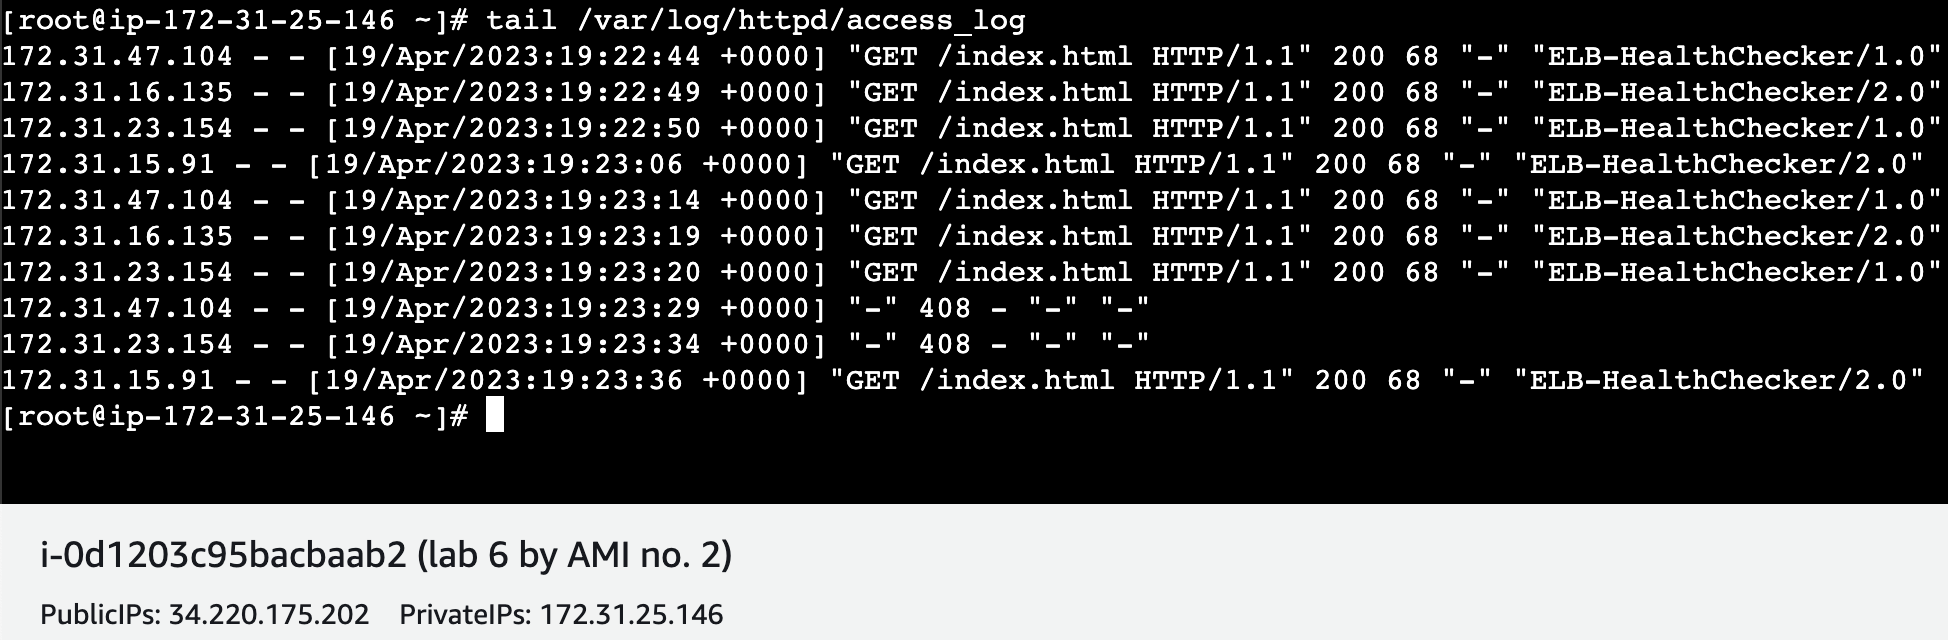 [root@ip-172-31-25-146 ~]# tail /var/log/httpd/access_log
172.31.47.104 - - [19/Apr/2023:19:22:44 +0000] "GET /index.html HTTP/1.1" 200 68 "-" "ELB-HealthChecker/1.0"
172.31.16.135 - - [19/Apr/2023:19:22:49 +0000] "GET /index.html HTTP/1.1" 200 68 "-" "ELB-HealthChecker/2.0"
172.31.23.154 - - [19/Apr/2023:19:22:50 +0000] "GET /index.html HTTP/1.1" 200 68 "-" "ELB-HealthChecker/1.0"
172.31.15.91 - - [19/Apr/2023:19:23:06 +0000] "GET /index.html HTTP/1.1" 200 68 "-" "ELB-HealthChecker/2.0"
172.31.47.104 - - [19/Apr/2023:19:23:14 +0000] "GET /index.html HTTP/1.1" 200 68 "-" "ELB-HealthChecker/1.0"
172.31.16.135 - - [19/Apr/2023:19:23:19 +0000] "GET /index.html HTTP/1.1" 200 68 "-" "ELB-HealthChecker/2.0"
172.31.23.154 - - [19/Apr/2023:19:23:20 +0000] "GET /index.html HTTP/1.1" 200 68 "-" "ELB-HealthChecker/1.0"
172.31.47.104 - - [19/Apr/2023:19:23:29 +0000] "-" 408 - "-" "-"
172.31.23.154 - - [19/Apr/2023:19:23:34 +0000] "-" 408 - "-" "-"
172.31.15.91 - - [19/Apr/2023:19:23:36 +0000] "GET /index.html HTTP/1.1" 200 68 "-" "ELB-HealthChecker/2.0"
[root@ip-172-31-25-146 ~]#
i-0d1203c95bacbaab2 (lab 6 by AMI no. 2)
PublicIPs: 34.220.175.202 PrivateIPs: 172.31.25.146